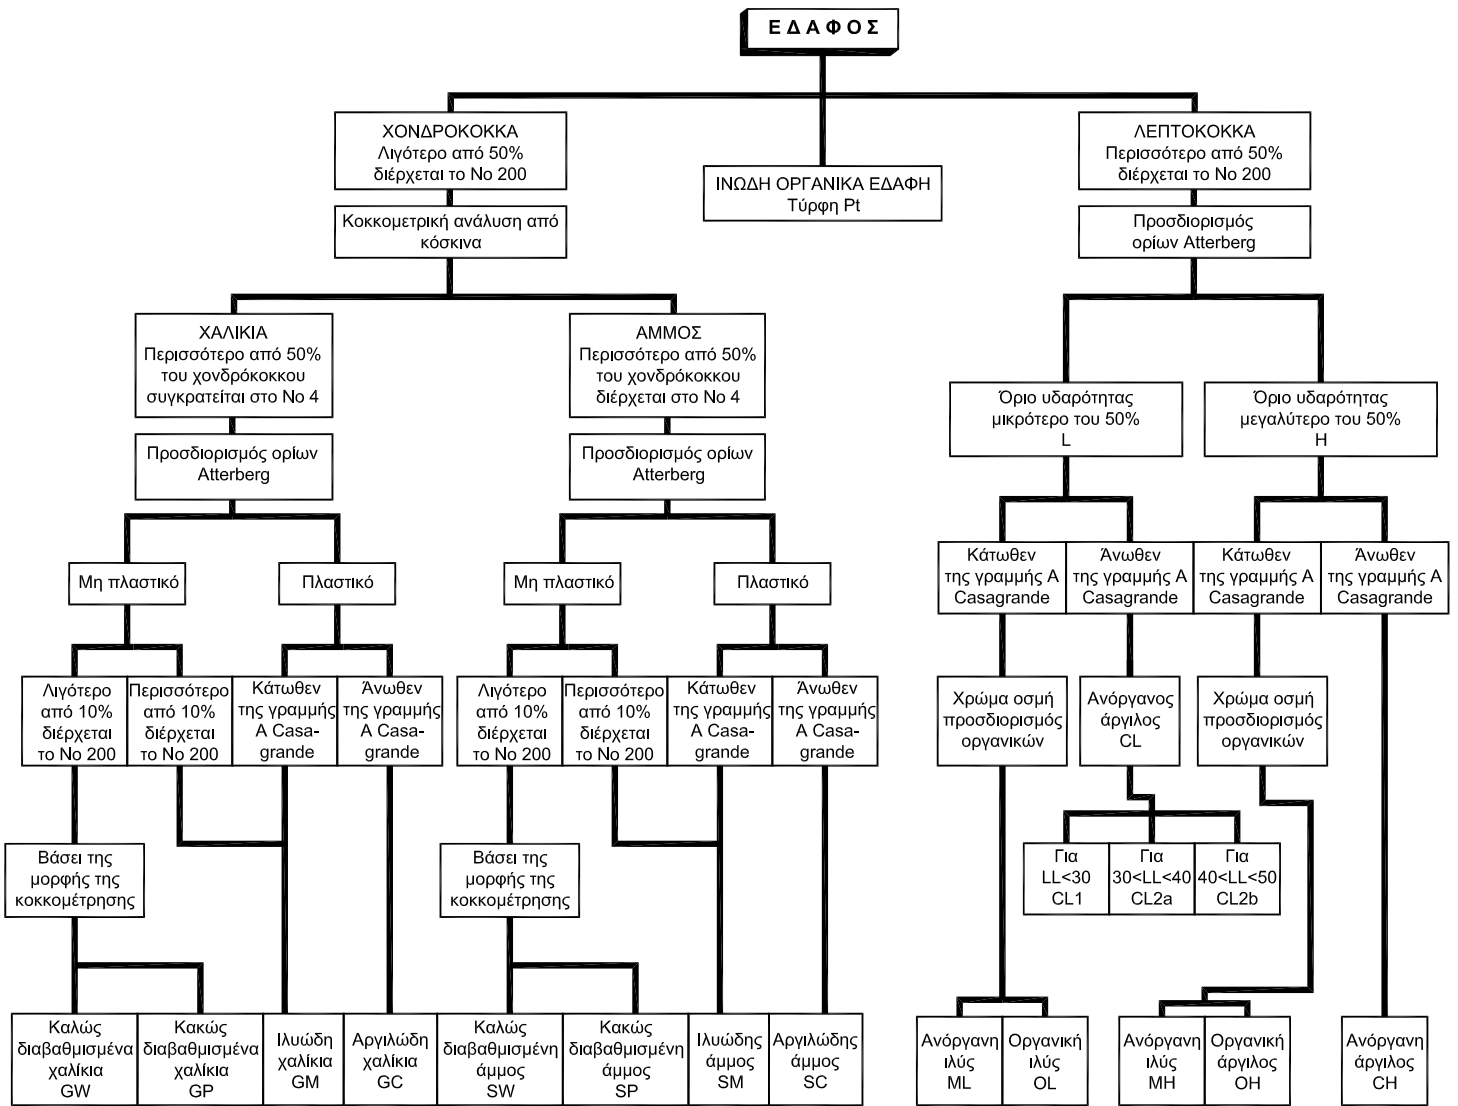 Ε Δ Α Φ Ο Σ
ΧΟΝΔΡΟΚΟΚΚΑ
Λιγότερο από 50%
διέρχεται το No 200
ΙΝΩΔΗ ΟΡΓΑΝΙΚΑ ΕΔΑΦΗ
Τύρφη Pt
ΛΕΠΤΟΚΟΚΚΑ
Περισσότερο από 50%
διέρχεται το No 200
Κοκκομετρική ανάλυση από
κόσκινα
Προσδιορισμός
ορίων Atterberg
ΧΑΛΙΚΙΑ
Περισσότερο από 50%
του χονδρόκοκκου
συγκρατείται στο No 4
ΑΜΜΟΣ
Περισσότερο από 50%
του χονδρόκοκκου
διέρχεται στο No 4
Όριο υδαρότητας
μικρότερο του 50%
L
Όριο υδαρότητας
μεγαλύτερο του 50%
H
Προσδιορισμός ορίων
Atterberg
Προσδιορισμός ορίων
Atterberg
Κάτωθεν
της γραμμής Α
Casagrande
Άνωθεν
της γραμμής Α
Casagrande
Κάτωθεν
της γραμμής Α
Casagrande
Άνωθεν
της γραμμής Α
Casagrande
Μη πλαστικό
Πλαστικό
Μη πλαστικό
Πλαστικό
Λιγότερο
από 10%
διέρχεται
το No 200
Περισσότερο
από 10%
διέρχεται
το No 200
Κάτωθεν
της γραμμής
Α Casa-
grande
Άνωθεν
της γραμμής
Α Casa-
grande
Λιγότερο
από 10%
διέρχεται
το No 200
Περισσότερο
από 10%
διέρχεται
το No 200
Κάτωθεν
της γραμμής
Α Casa-
grande
Άνωθεν
της γραμμής
Α Casa-
grande
Χρώμα οσμή
προσδιορισμός
οργανικών
Ανόργανος
άργιλος
CL
Χρώμα οσμή
προσδιορισμός
οργανικών
Βάσει της
μορφής της
κοκκομέτρησης
Βάσει της
μορφής της
κοκκομέτρησης
Για
LL<30
CL1
Για
30<LL<40
CL2a
Για
40<LL<50
CL2b
Καλώς
διαβαθμισμένα
χαλίκια
GW
Κακώς
διαβαθμισμένα
χαλίκια
GP
Ιλυώδη
χαλίκια
GM
Αργιλώδη
χαλίκια
GC
Καλώς
διαβαθμισμένη
άμμος
SW
Κακώς
διαβαθμισμένη
άμμος
SP
Ιλυώδης
άμμος
SM
Αργιλώδης
άμμος
SC
Ανόργανη
ιλύς
ML
Οργανική
ιλύς
OL
Ανόργανη
ιλύς
MH
Οργανική
άργιλος
OH
Ανόργανη
άργιλος
CH